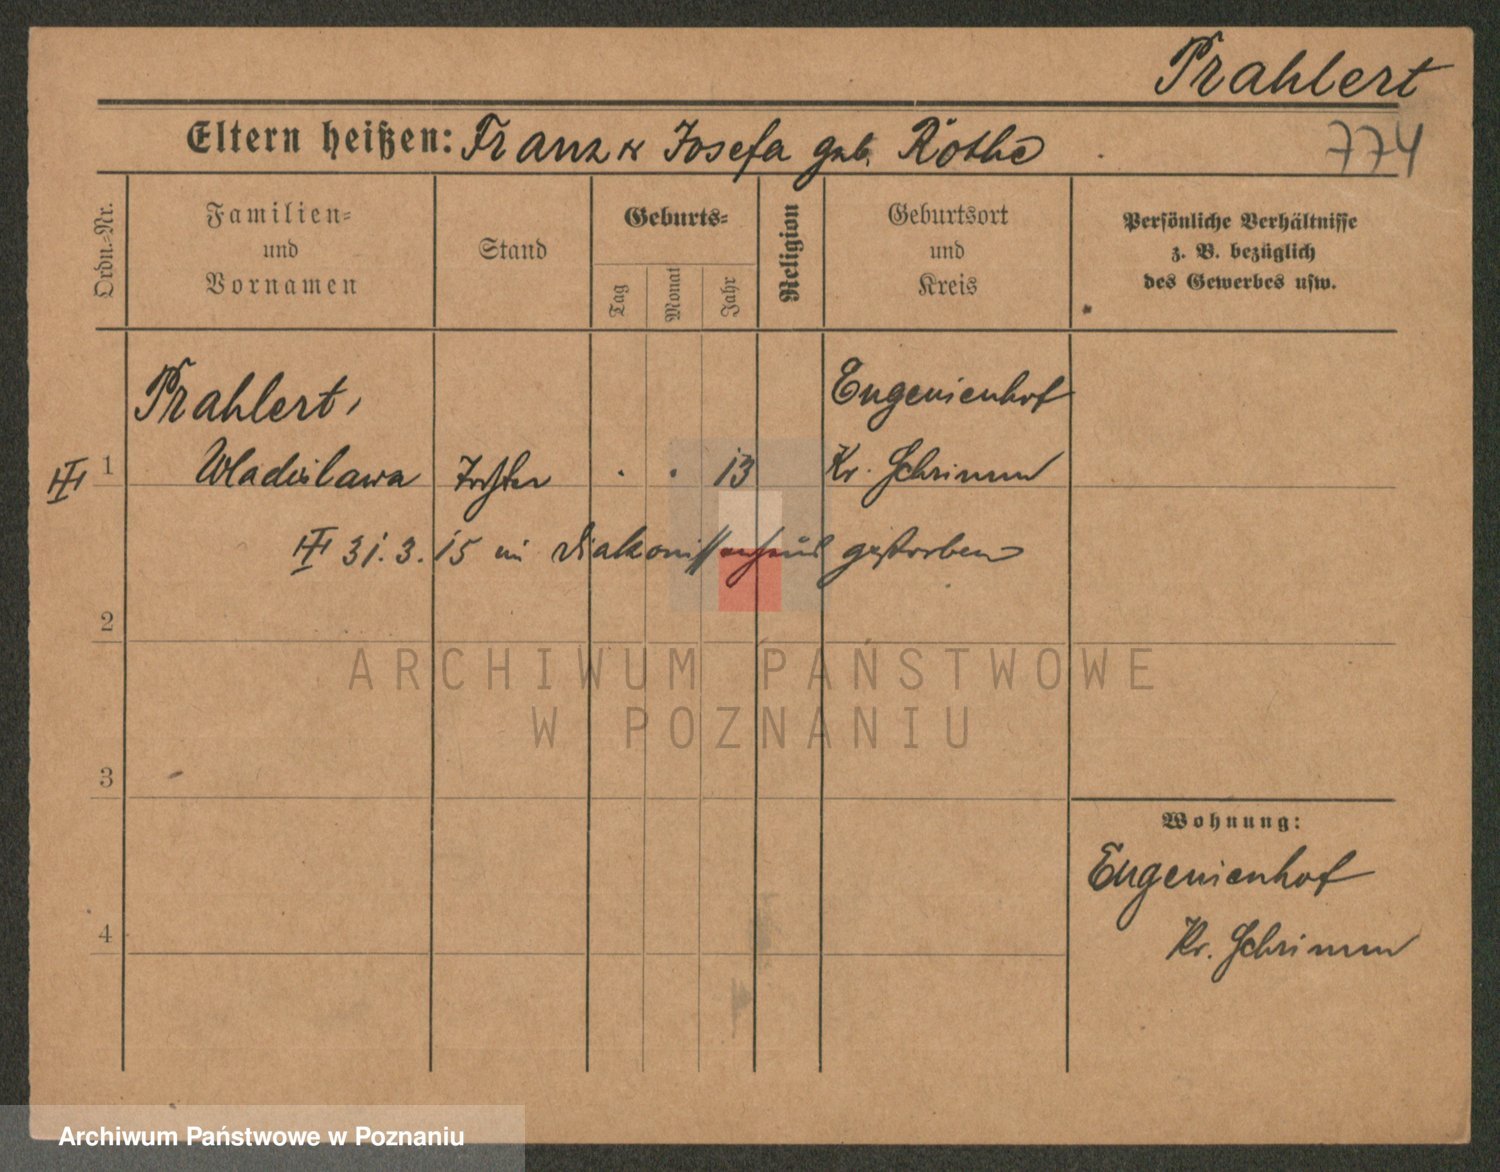 Prahlert
Eltern heißen: Franz u Josefa geb. Röthe
774
Ordn.=Nr.
Familien=
und
Vornamen
Stand
Geburts=
Tag
Monat
Jahr
Religion
Geburtsort
und
Kreis
Persönliche Verhältnisse
z. B. bezüglich
des Gewerbes usw.
Prahlert,
Eugenienhof
1 Wladislawa Tochter . . 13 Kr. Schrimm
31.3.15 im Diakonissenhaus gestorben
2
ARCHIWUM PAŃSTWOWE
W POZNANIU
3
Wohnung:
Eugenienhof
4
Kr. Schrimm
Archiwum Państwowe w Poznaniu